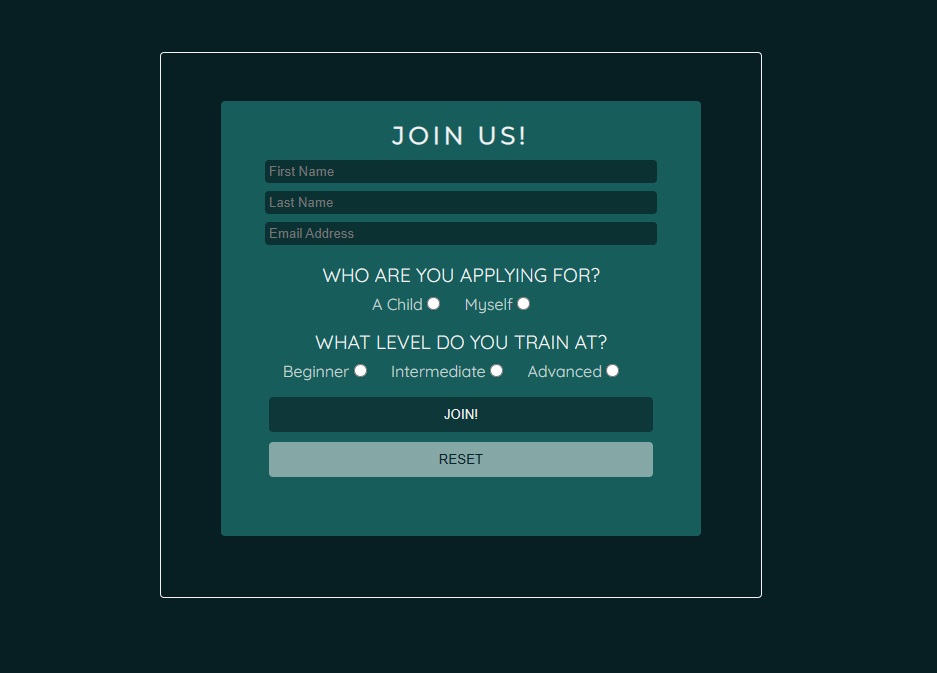 JOIN US!
First Name
Last Name
Email Address
WHO ARE YOU APPLYING FOR?
A Child Myself
WHAT LEVEL DO YOU TRAIN AT?
Beginner Intermediate Advanced
JOIN!
RESET